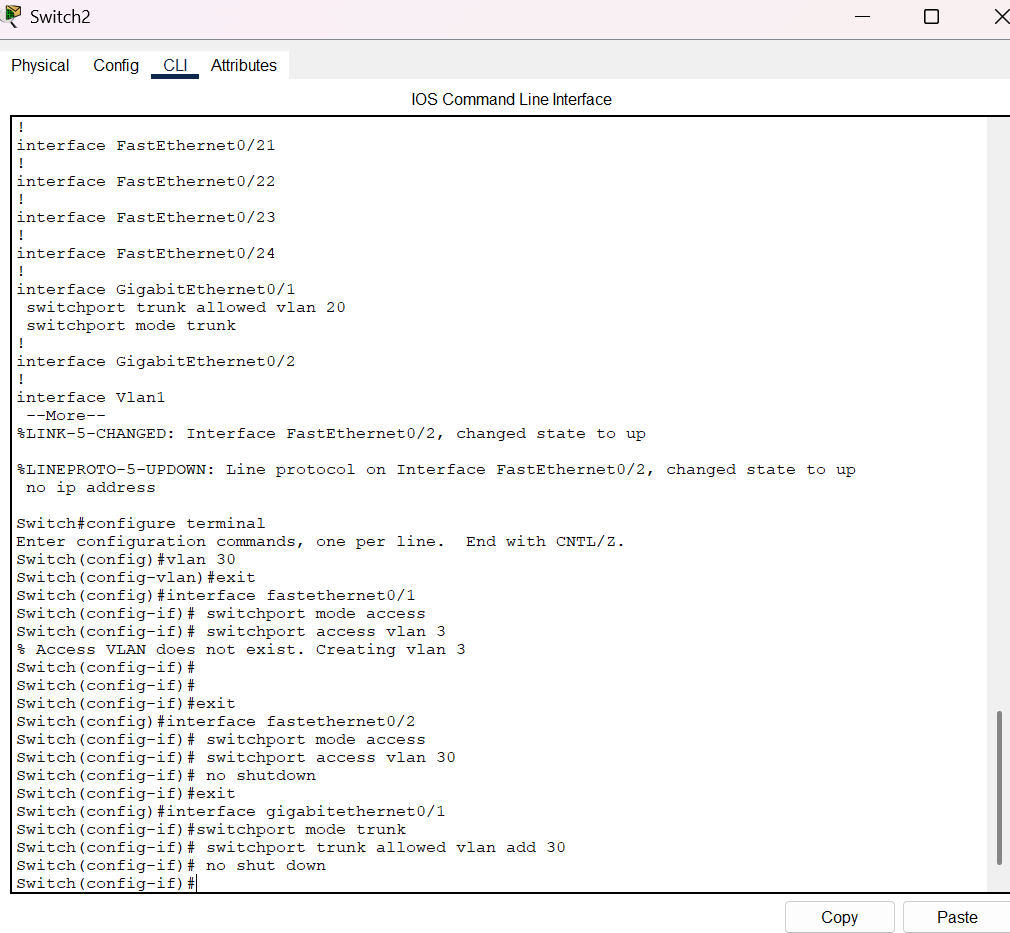 Switch2
Physical Config CLI Attributes
IOS Command Line Interface
!
interface FastEthernet0/21
!
interface FastEthernet0/22
!
interface FastEthernet0/23
!
interface FastEthernet0/24
!
interface GigabitEthernet0/1
 switchport trunk allowed vlan 20
 switchport mode trunk
!
interface GigabitEthernet0/2
!
interface Vlan1
 --More--
%LINK-5-CHANGED: Interface FastEthernet0/2, changed state to up

%LINEPROTO-5-UPDOWN: Line protocol on Interface FastEthernet0/2, changed state to up
 no ip address

Switch#configure terminal
Enter configuration commands, one per line.  End with CNTL/Z.
Switch(config)#vlan 30
Switch(config-vlan)#exit
Switch(config)#interface fastethernet0/1
Switch(config-if)# switchport mode access
Switch(config-if)# switchport access vlan 3
% Access VLAN does not exist. Creating vlan 3
Switch(config-if)#
Switch(config-if)#
Switch(config-if)#exit
Switch(config)#interface fastethernet0/2
Switch(config-if)# switchport mode access
Switch(config-if)# switchport access vlan 30
Switch(config-if)# no shutdown
Switch(config-if)#exit
Switch(config)#interface gigabitethernet0/1
Switch(config-if)#switchport mode trunk
Switch(config-if)# switchport trunk allowed vlan add 30
Switch(config-if)# no shut down
Switch(config-if)#
Copy Paste